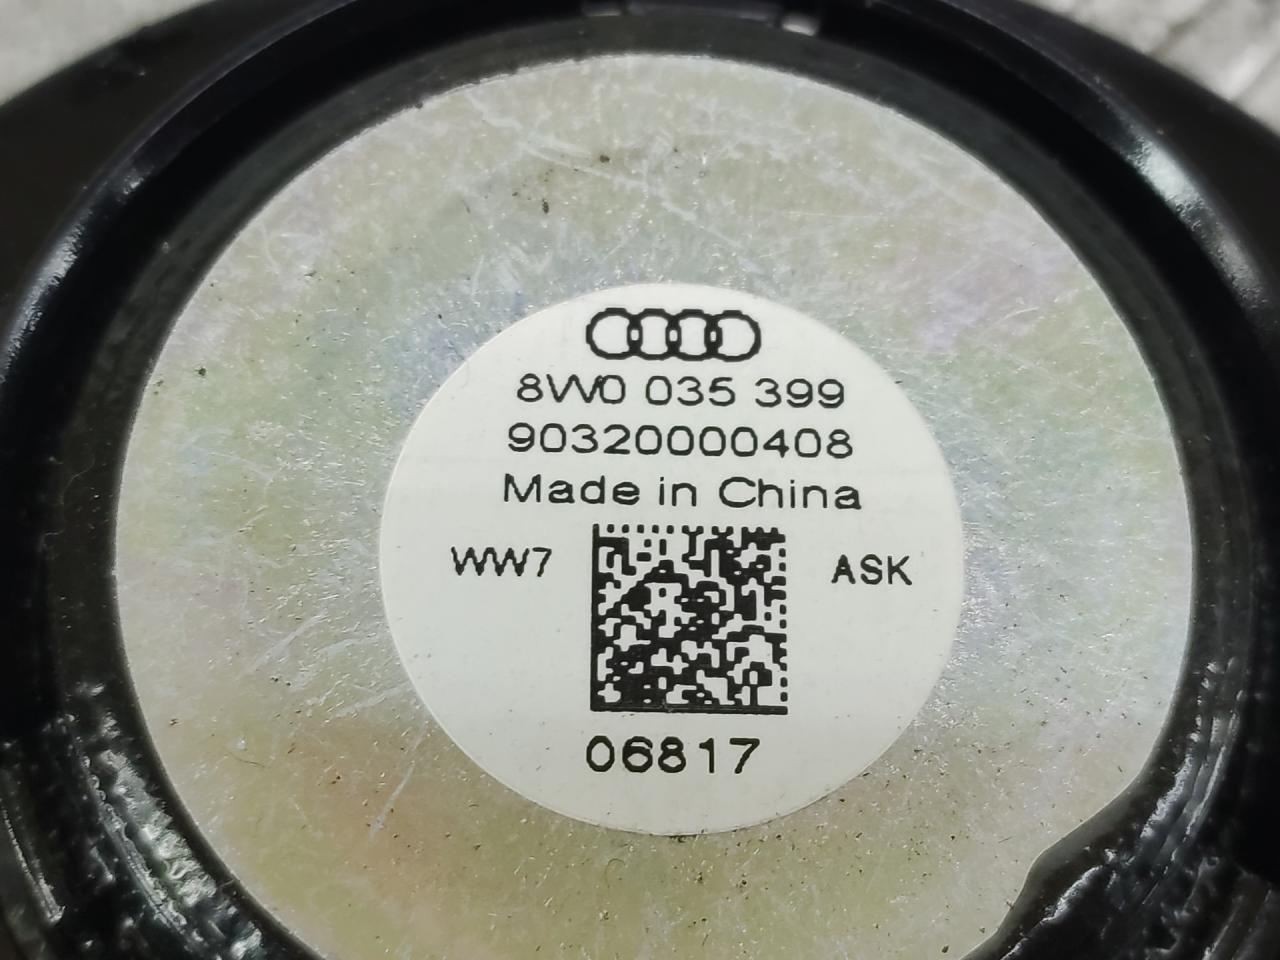 8W0 035 399
90320000408
Made in China
WW7
ASK
06817